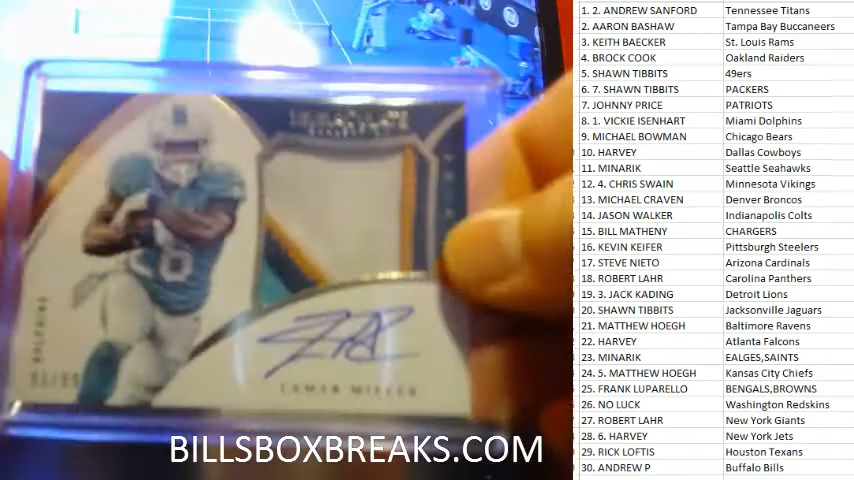 DOLPHINS
LAMAR MILLER
BILLSBOXBREAKS.COM
1. 2. ANDREW SANFORD Tennessee Titans
2. AARON BASHAW Tampa Bay Buccaneers
3. KEITH BAECKER St. Louis Rams
4. BROCK COOK Oakland Raiders
5. SHAWN TIBBITS 49ers
6. 7. SHAWN TIBBITS PACKERS
7. JOHNNY PRICE PATRIOTS
8. 1. VICKIE ISENHART Miami Dolphins
9. MICHAEL BOWMAN Chicago Bears
10. HARVEY Dallas Cowboys
11. MINARIK Seattle Seahawks
12. 4. CHRIS SWAIN Minnesota Vikings
13. MICHAEL CRAVEN Denver Broncos
14. JASON WALKER Indianapolis Colts
15. BILL MATHENY CHARGERS
16. KEVIN KEIFER Pittsburgh Steelers
17. STEVE NIETO Arizona Cardinals
18. ROBERT LAHR Carolina Panthers
19. 3. JACK KADING Detroit Lions
20. SHAWN TIBBITS Jacksonville Jaguars
21. MATTHEW HOEGH Baltimore Ravens
22. HARVEY Atlanta Falcons
23. MINARIK EALGES,SAINTS
24. 5. MATTHEW HOEGH Kansas City Chiefs
25. FRANK LUPARELLO BENGALS,BROWNS
26. NO LUCK Washington Redskins
27. ROBERT LAHR New York Giants
28. 6. HARVEY New York Jets
29. RICK LOFTIS Houston Texans
30. ANDREW P Buffalo Bills